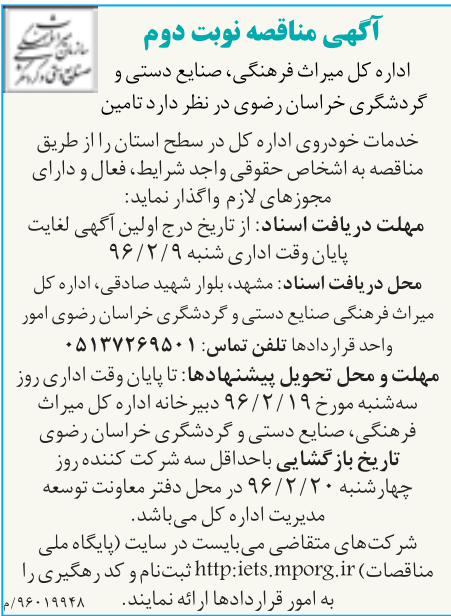 آگهی مناقصه نوبت دوم
اداره کل میراث فرهنگی، صنایع دستی و
گردشگری خراسان رضوی در نظر دارد تامین
خدمات خودروی اداره کل در سطح استان را از طریق
مناقصه به اشخاص حقوقی واجد شرایط، فعال و دارای
مجوزهای لازم واگذار نماید:
مهلت دریافت اسناد: از تاریخ درج اولین آگهی لغایت
پایان وقت اداری شنبه ۹۶/۲/۹
محل دریافت اسناد: مشهد، بلوار شهید صادقی، اداره کل
میراث فرهنگی صنایع دستی و گردشگری خراسان رضوی امور
واحد قراردادها تلفن تماس: ۰۵۱۳۷۲۶۹۵۰۱
مهلت و محل تحویل پیشنهادها: تا پایان وقت اداری روز
سه‌شنبه مورخ ۹۶/۲/۱۹ دبیرخانه اداره کل میراث
فرهنگی، صنایع دستی و گردشگری خراسان رضوی
تاریخ بازگشایی باحداقل سه شرکت کننده روز
چهارشنبه ۹۶/۲/۲۰ در محل دفتر معاونت توسعه
مدیریت اداره کل می‌باشد.
شرکت‌های متقاضی می‌بایست در سایت (پایگاه ملی
مناقصات) http:iets.mporg.ir ثبت‌نام و کد رهگیری را
به امور قراردادها ارائه نمایند.
۹۶۰۱۹۹۴۸/م